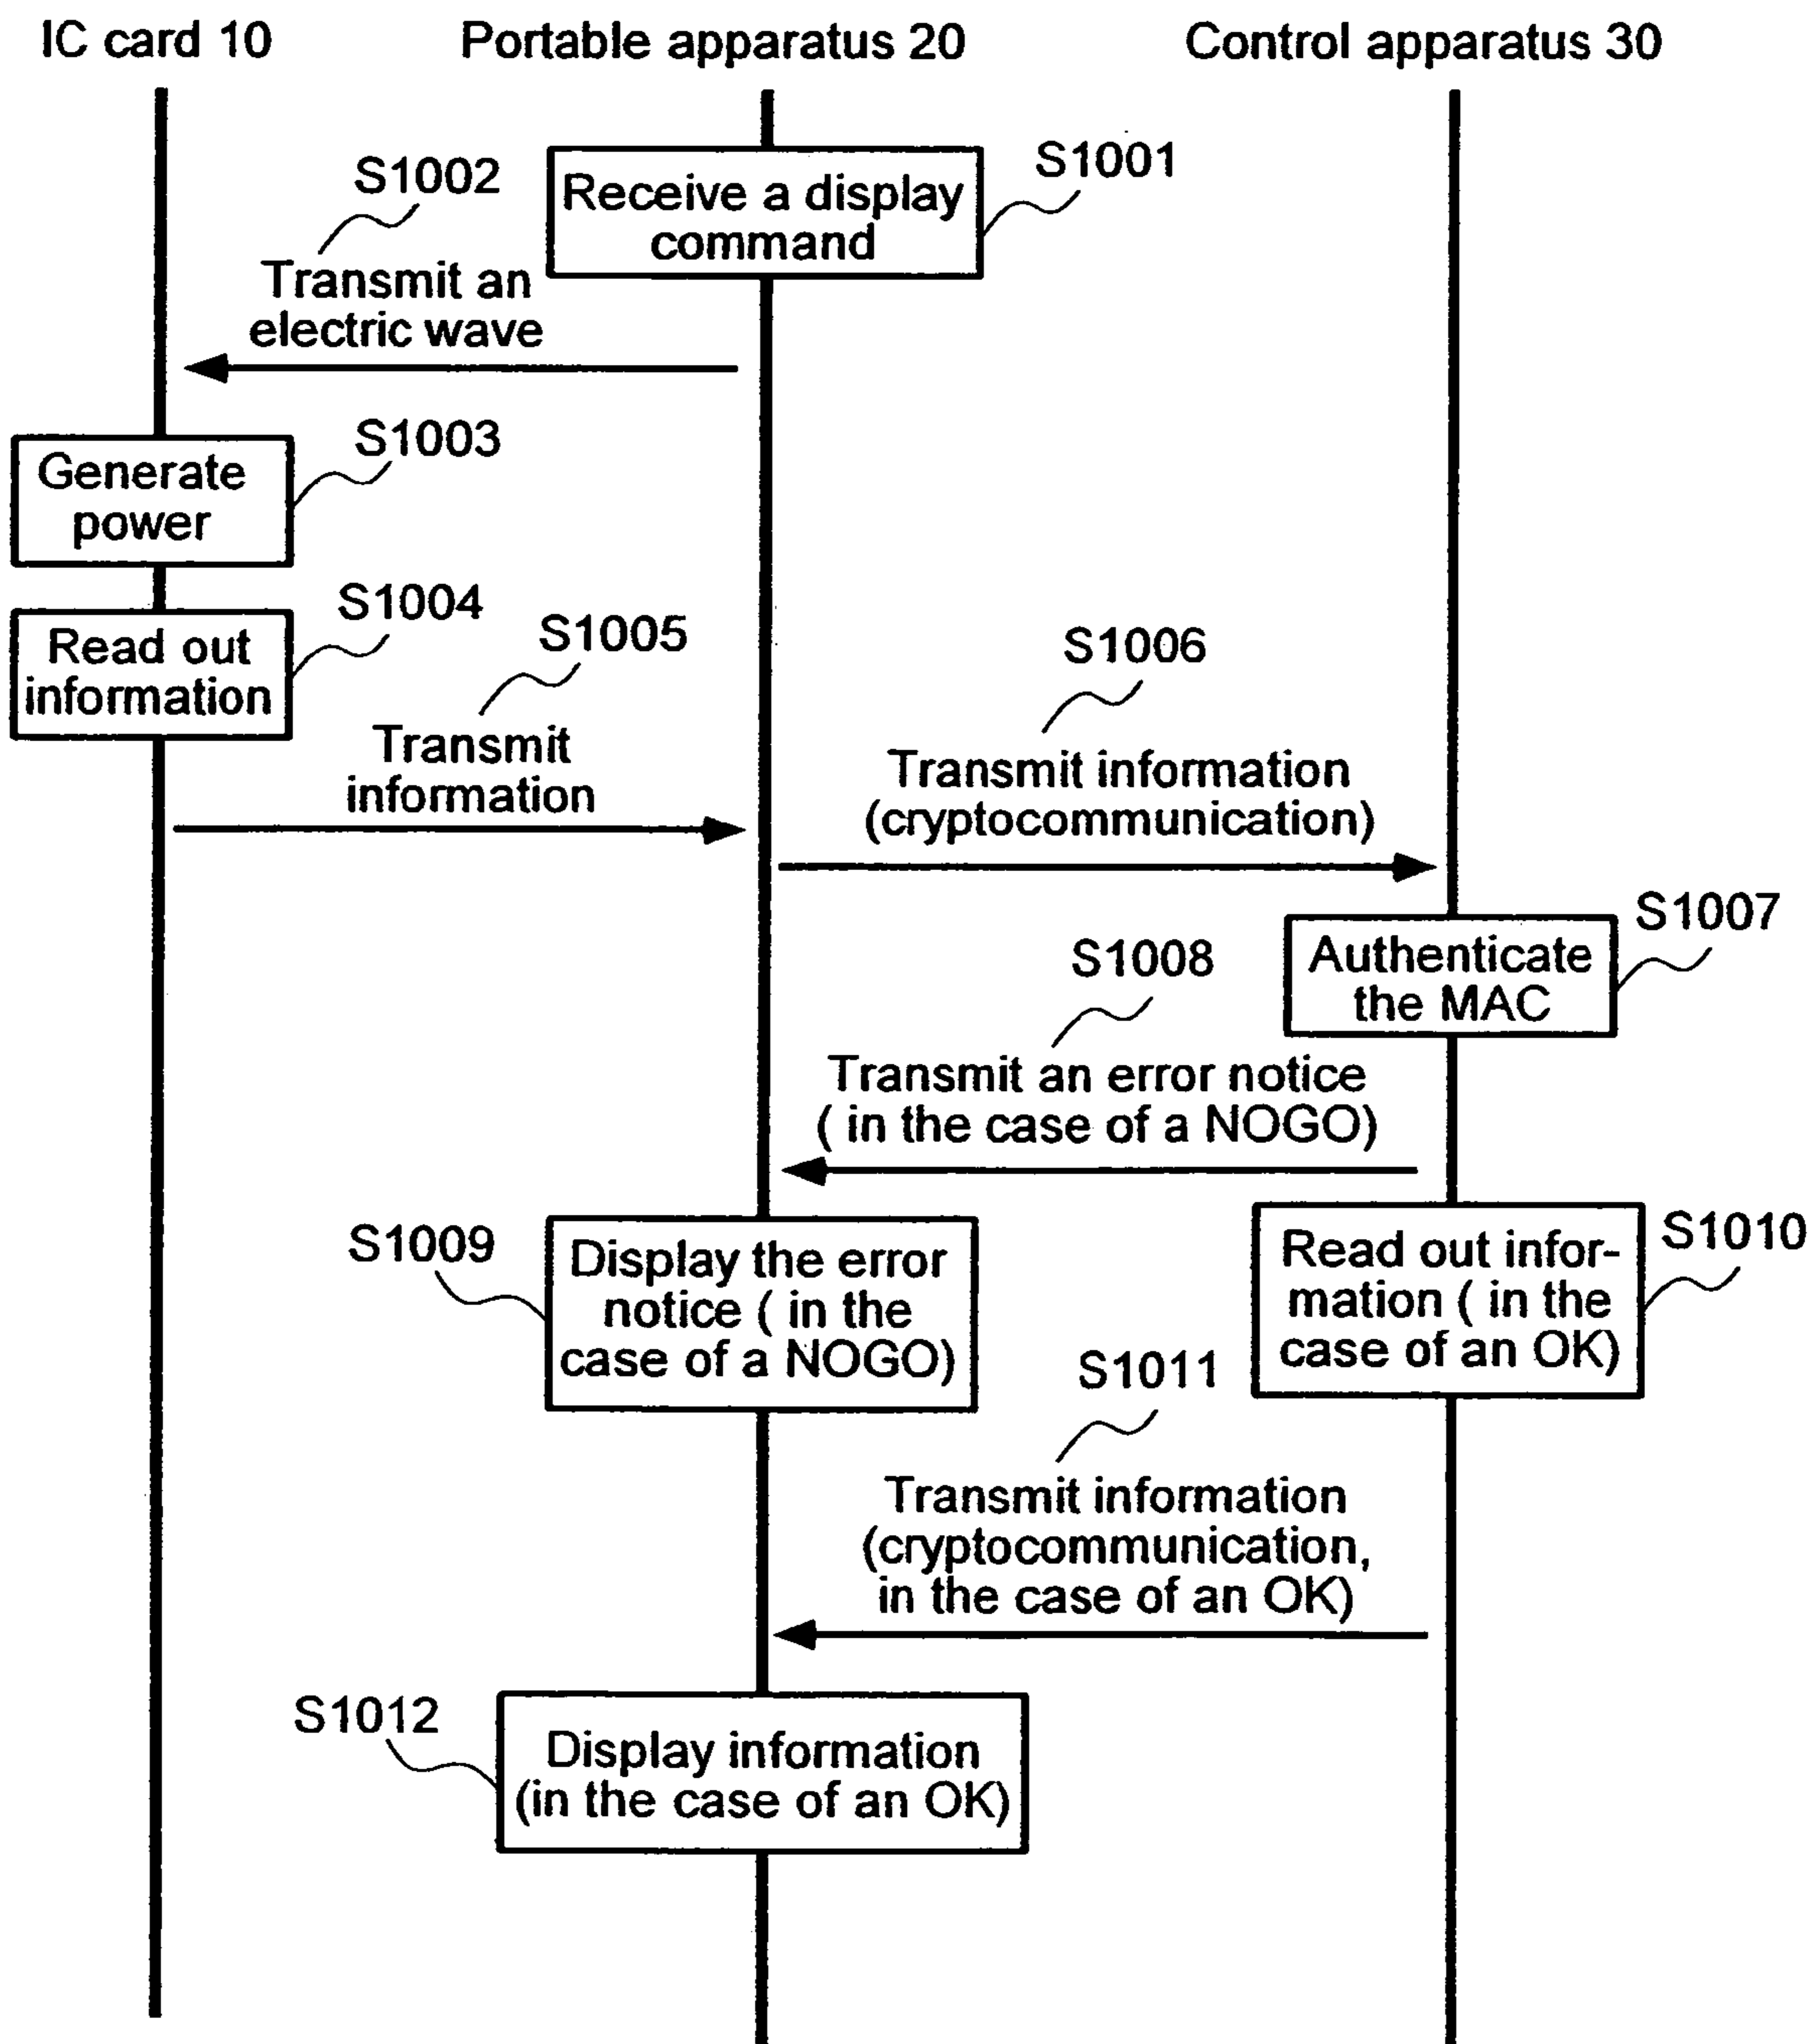 IC card 10
Portable apparatus 20
Control apparatus 30
S1001
Receive a display
command
S1002
Transmit an
electric wave
S1003
Generate
power
S1004
Read out
information
S1005
Transmit
information
S1006
Transmit information
(cryptocommunication)
S1007
Authenticate
the MAC
S1008
Transmit an error notice
( in the case of a NOGO)
S1009
Display the error
notice ( in the
case of a NOGO)
S1010
Read out infor-
mation ( in the
case of an OK)
S1011
Transmit information
(cryptocommunication,
in the case of an OK)
S1012
Display information
(in the case of an OK)